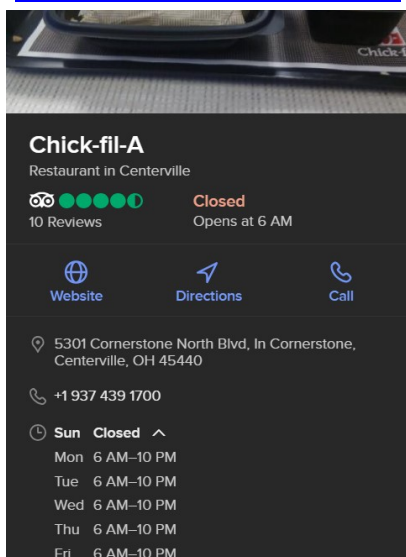 Chick-f
Chick-fil-A
Restaurant in Centerville
10 Reviews
Closed
Opens at 6 AM
Website
Directions
Call
5301 Cornerstone North Blvd, In Cornerstone,
Centerville, OH 45440
+1 937 439 1700
Sun Closed
Mon 6 AM–10 PM
Tue 6 AM–10 PM
Wed 6 AM–10 PM
Thu 6 AM–10 PM
Fri 6 AM–10 PM